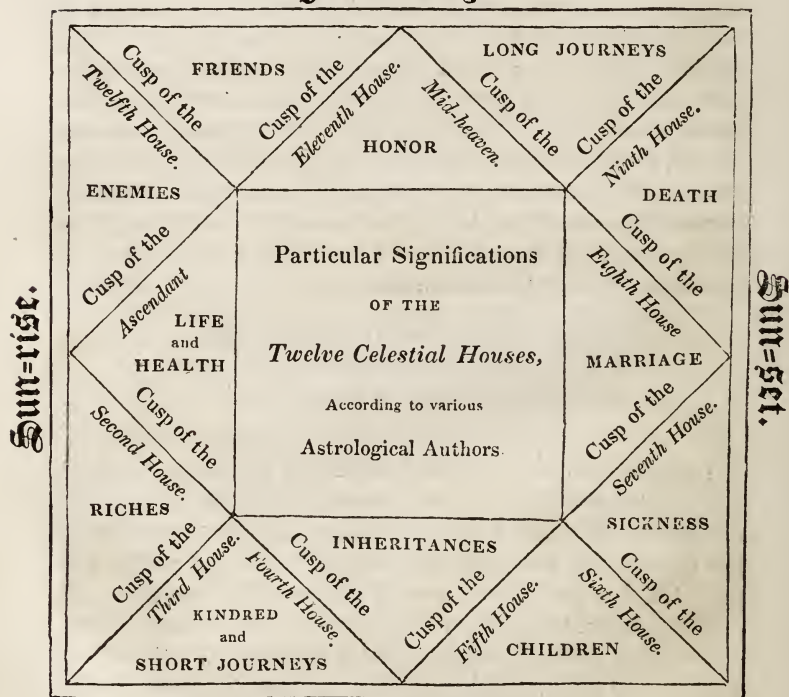 FRIENDS
LONG JOURNEYS
Cusp of the
Twelfth House.
Cusp of the
Eleventh House.
HONOR
Cusp of the
Mid-heaven.
Cusp of the
Ninth House.
ENEMIES
DEATH
Cusp of the
Ascendant
Cusp of the
Eighth House
LIFE
and
HEALTH
MARRIAGE
Particular Significations
OF THE
Twelve Celestial Houses,
According to various
Astrological Authors
Sun=rise.
Sun=set.
Cusp of the
Second House.
Cusp of the
Seventh House.
RICHES
SICKNESS
Cusp of the
Third House.
Cusp of the
Fourth House.
INHERITANCES
Cusp of the
Fifth House.
Cusp of the
Sixth House.
KINDRED
and
SHORT JOURNEYS
CHILDREN